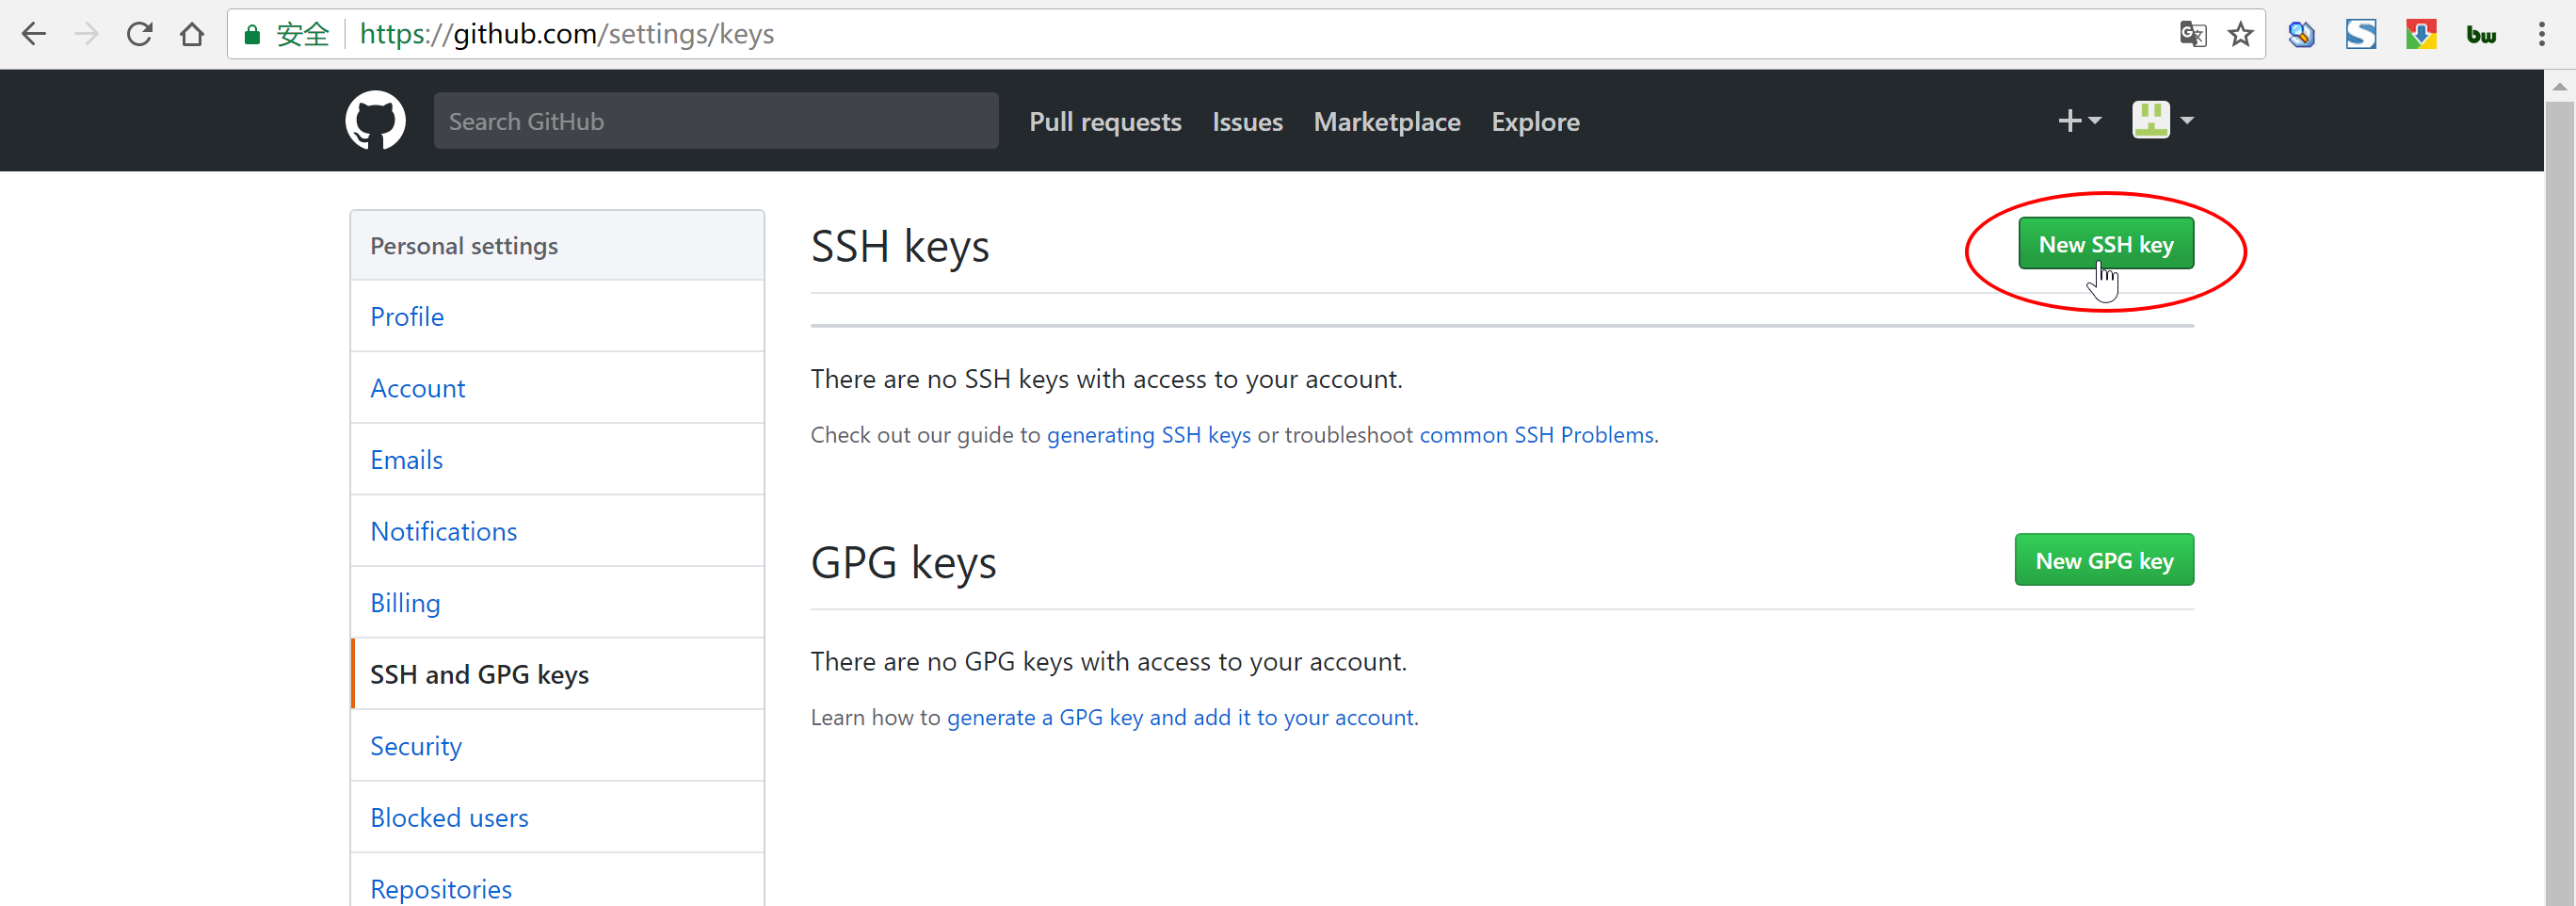 安全 https://github.com/settings/keys
bw
Search GitHub Pull requests Issues Marketplace Explore
Personal settings
Profile
Account
Emails
Notifications
Billing
SSH and GPG keys
Security
Blocked users
Repositories
SSH keys
New SSH key
There are no SSH keys with access to your account.
Check out our guide to generating SSH keys or troubleshoot common SSH Problems.
GPG keys
New GPG key
There are no GPG keys with access to your account.
Learn how to generate a GPG key and add it to your account.